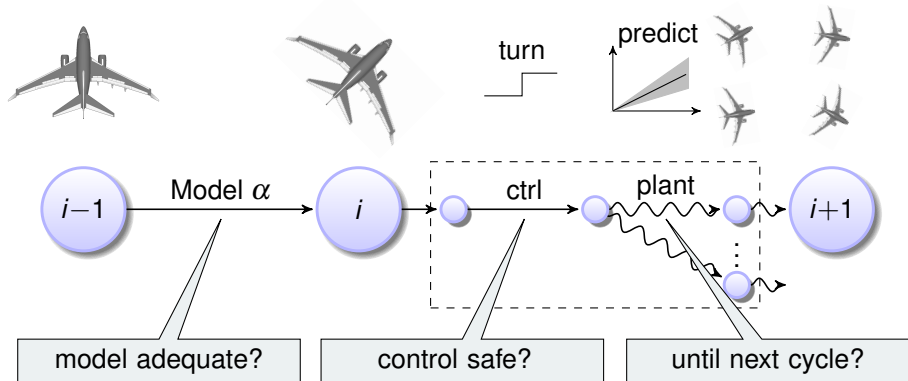 turn
predict
i−1
Model α
i
ctrl
plant
i+1
model adequate?
control safe?
until next cycle?